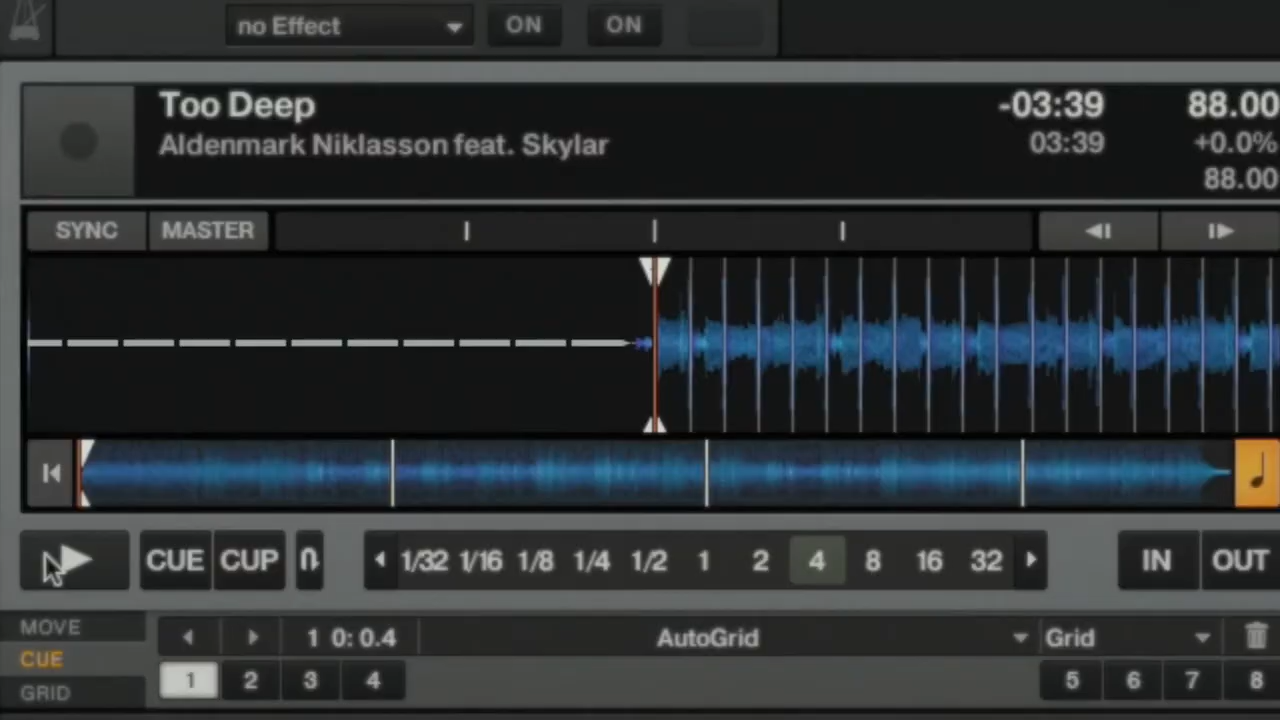 no Effect ON ON
Too Deep -03:39 88.00
Aldenmark Niklasson feat. Skylar 03:39 +0.0%
88.00
SYNC MASTER
CUE CUP 1/32 1/16 1/8 1/4 1/2 1 2 4 8 16 32 IN OUT
MOVE
1 0: 0.4 AutoGrid Grid
CUE
1 2 3 4 5 6 7 8
GRID